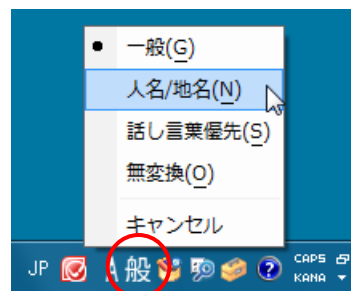 一般(G)
人名/地名(N)
話し言葉優先(S)
無変換(O)
キャンセル
JP A 般 ? CAPS
KANA